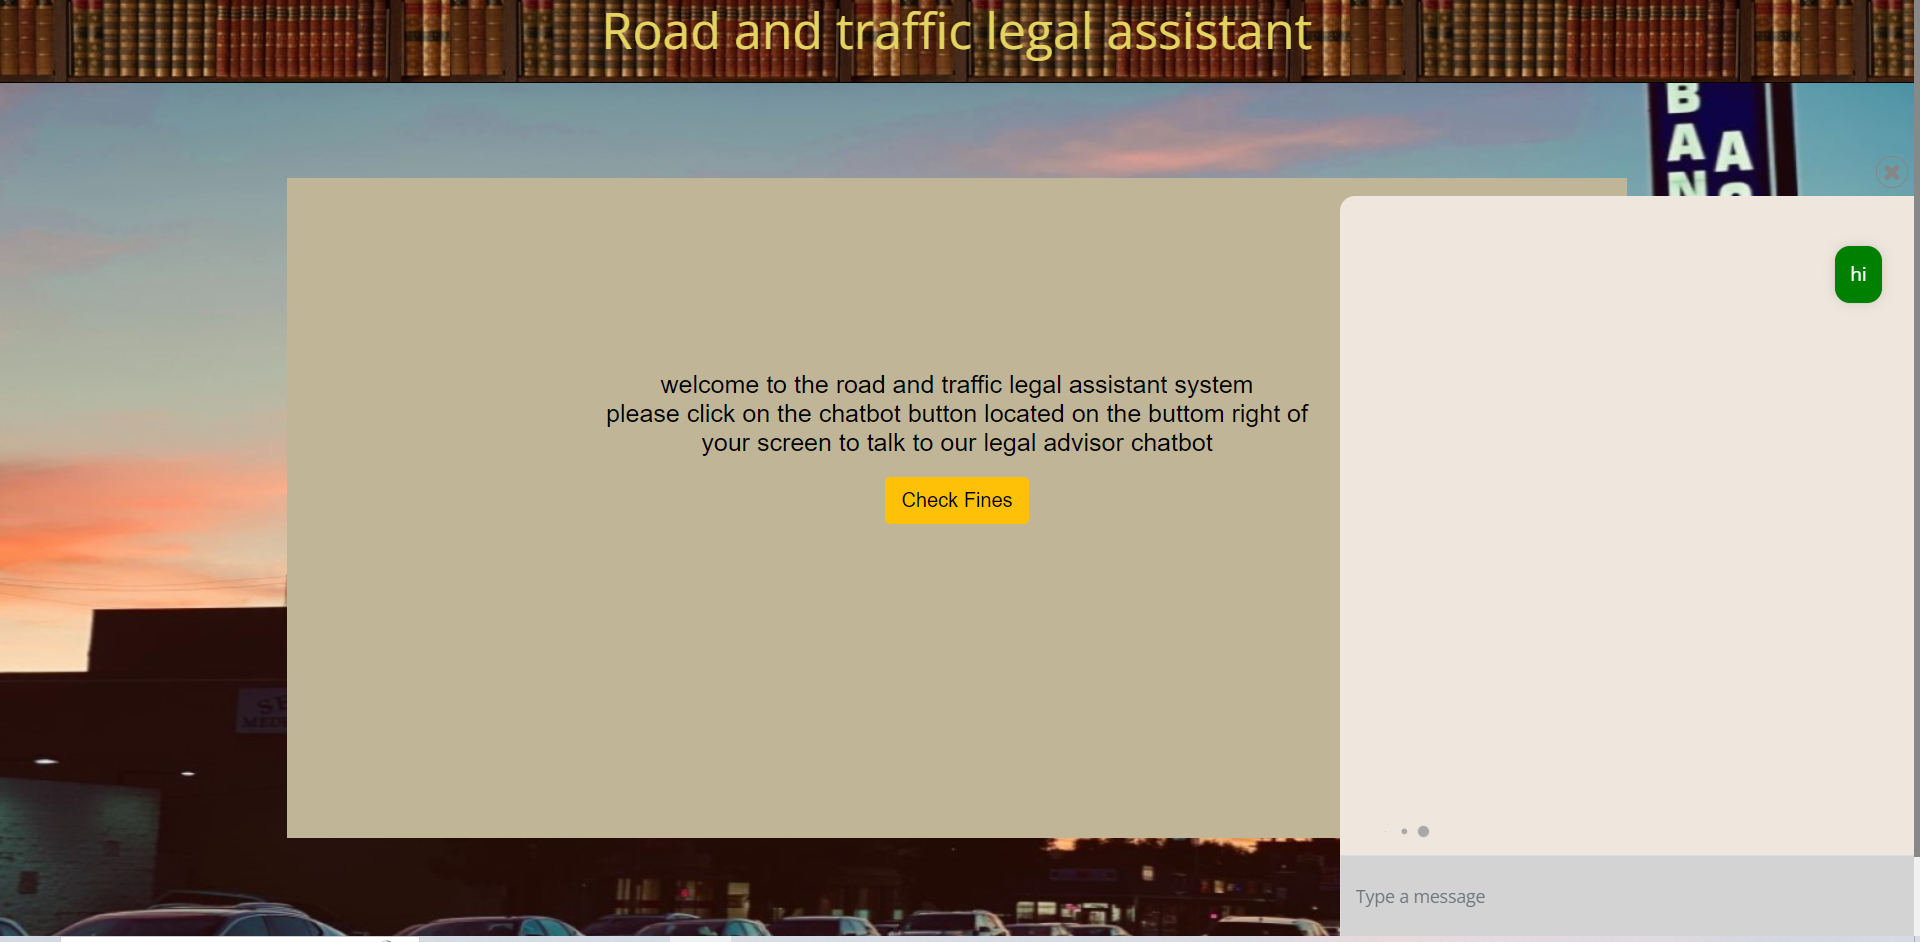 Road and traffic legal assistant
B
A A
N
hi
welcome to the road and traffic legal assistant system
please click on the chatbot button located on the buttom right of
your screen to talk to our legal advisor chatbot
Check Fines
Type a message